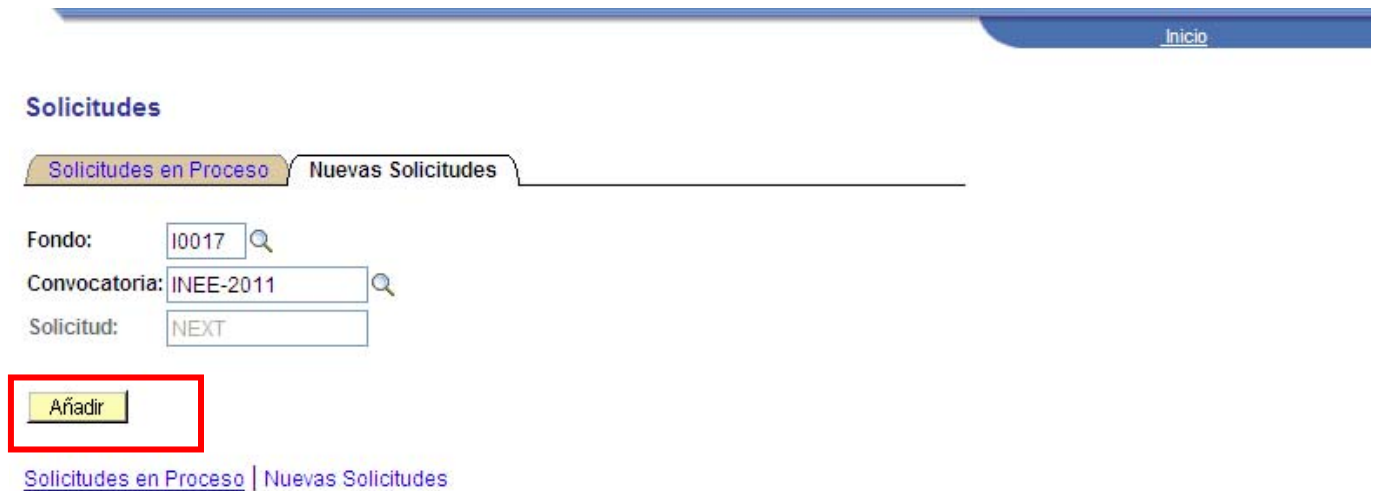 Inicio
Solicitudes
Solicitudes en Proceso Nuevas Solicitudes
Fondo: I0017
Convocatoria: INEE-2011
Solicitud: NEXT
Añadir
Solicitudes en Proceso | Nuevas Solicitudes